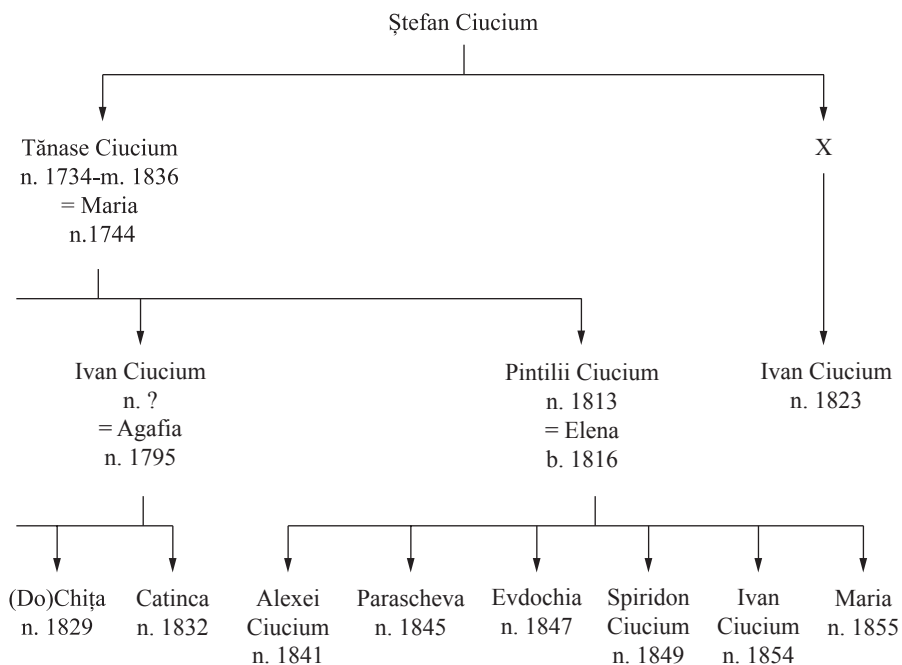 Ștefan Ciucium
Tănase Ciucium
n. 1734-m. 1836
= Maria
n.1744
X
Ivan Ciucium
n. ?
= Agafia
n. 1795
Pintilii Ciucium
n. 1813
= Elena
b. 1816
Ivan Ciucium
n. 1823
(Do)Chița
n. 1829
Catinca
n. 1832
Alexei
Ciucium
n. 1841
Parascheva
n. 1845
Evdochia
n. 1847
Spiridon
Ciucium
n. 1849
Ivan
Ciucium
n. 1854
Maria
n. 1855